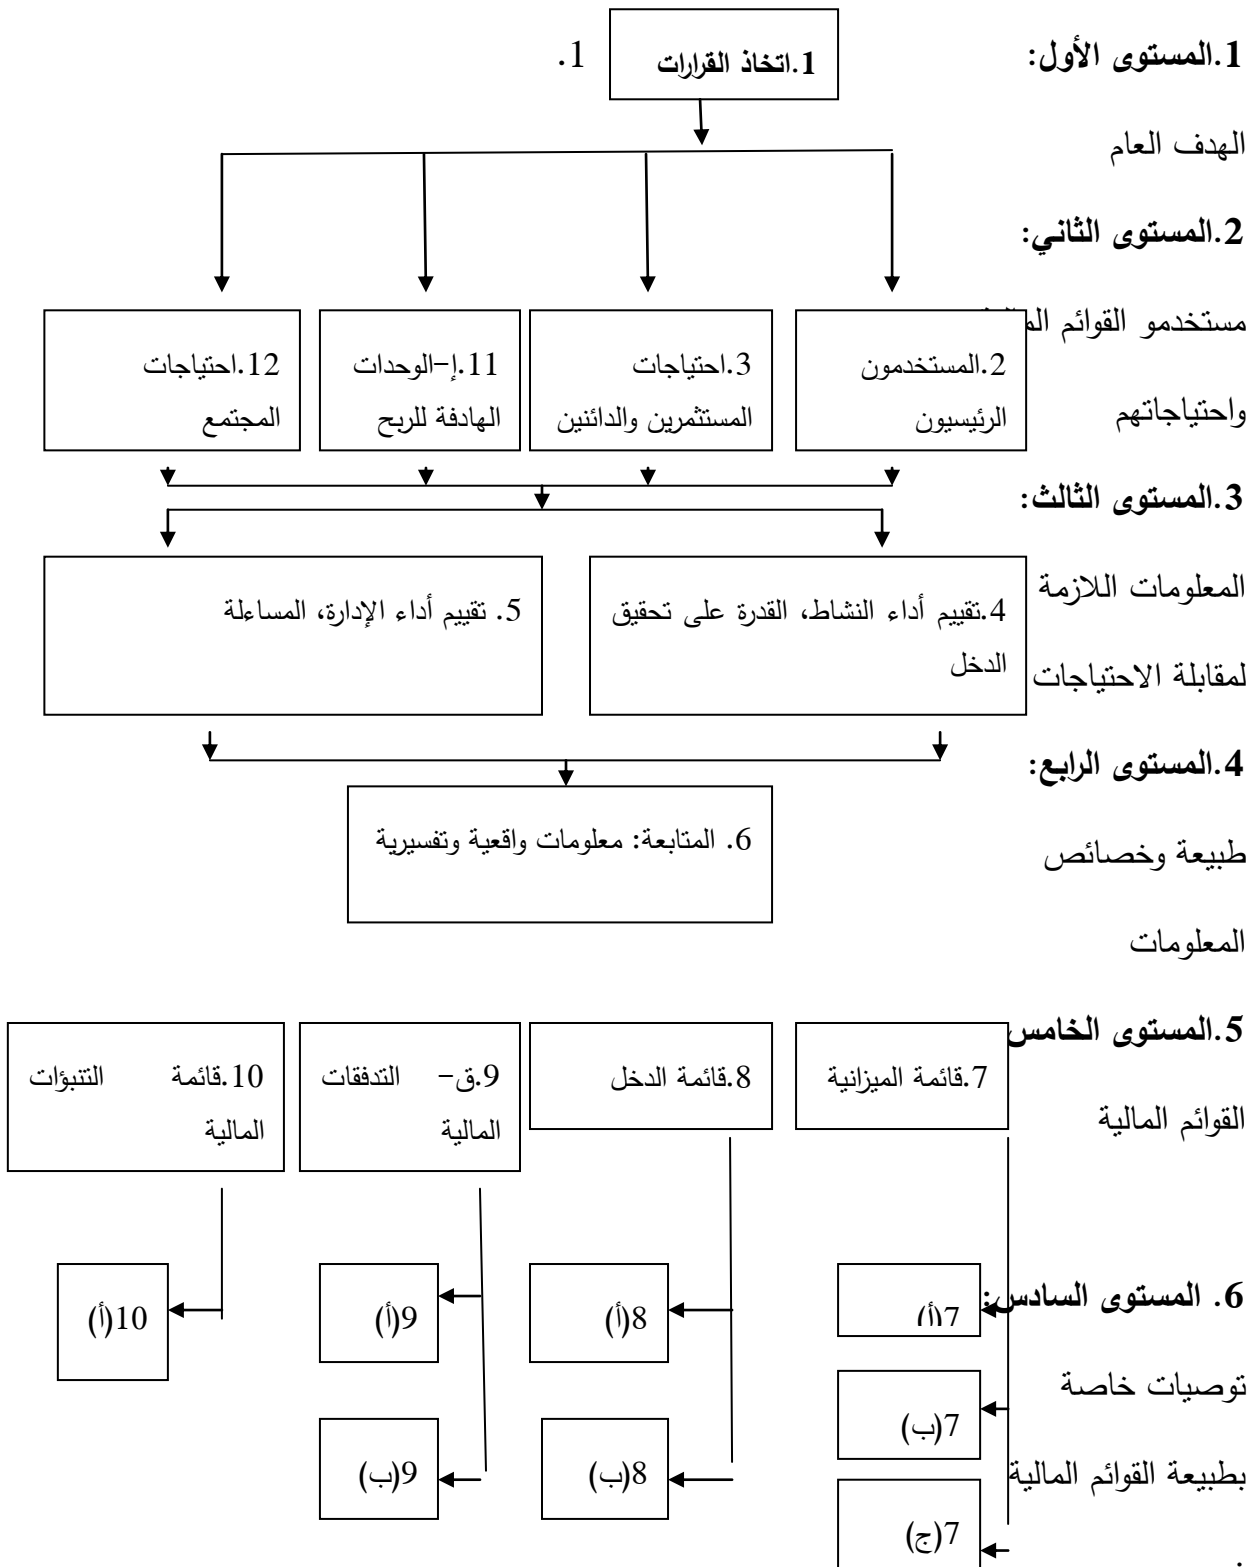 1.المستوى الأول:
1.اتخاذ القرارات
1.
الهدف العام
2.المستوى الثاني:
مستخدمو القوائم
واحتياجاتهم
2.المستخدمون
الرئيسيون
3.احتياجات
المستثمرين والدائنين
11.إ-الوحدات
الهادفة للربح
12.احتياجات
المجتمع
3.المستوى الثالث:
المعلومات اللازمة
لمقابلة الاحتياجات
4.تقييم أداء النشاط، القدرة على تحقيق
الدخل
5. تقييم أداء الإدارة، المساءلة
4.المستوى الرابع:
طبيعة وخصائص
المعلومات
6. المتابعة: معلومات واقعية وتفسيرية
5.المستوى الخامس
القوائم المالية
7.قائمة الميزانية
8.قائمة الدخل
9.ق- التدفقات
المالية
10.قائمة التنبؤات
المالية
6. المستوى السادس:
توصيات خاصة
بطبيعة القوائم المالية
7(أ)
7(ب)
7(ج)
8(أ)
8(ب)
9(أ)
9(ب)
10(أ)